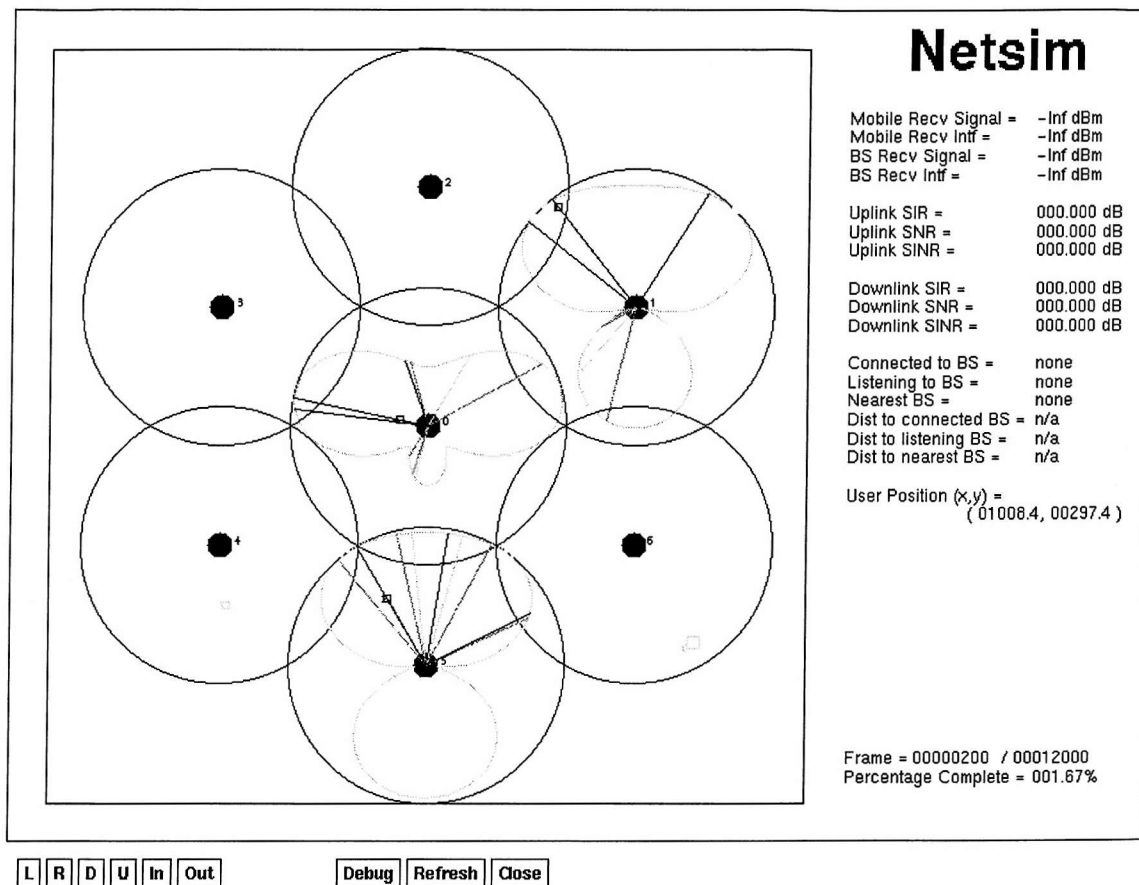 Netsim
Mobile Recv Signal = -Inf dBm
Mobile Recv Intf = -Inf dBm
BS Recv Signal = -Inf dBm
BS Recv Intf = -Inf dBm
Uplink SIR = 000.000 dB
Uplink SNR = 000.000 dB
Uplink SINR = 000.000 dB
Downlink SIR = 000.000 dB
Downlink SNR = 000.000 dB
Downlink SINR = 000.000 dB
Connected to BS = none
Listening to BS = none
Nearest BS = none
Dist to connected BS = n/a
Dist to listening BS = n/a
Dist to nearest BS = n/a
User Position (x,y) =
( 01008.4, 00297.4 )
Frame = 00000200 / 00012000
Percentage Complete = 001.67%
2
3
1
0
4
6
5
L R D U In Out Debug Refresh Close